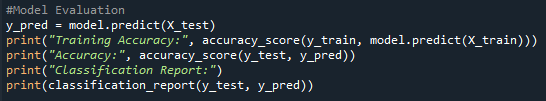 #Model Evaluation
y_pred = model.predict(X_test)
print("Training Accuracy:", accuracy_score(y_train, model.predict(X_train)))
print("Accuracy:", accuracy_score(y_test, y_pred))
print("Classification Report:")
print(classification_report(y_test, y_pred))